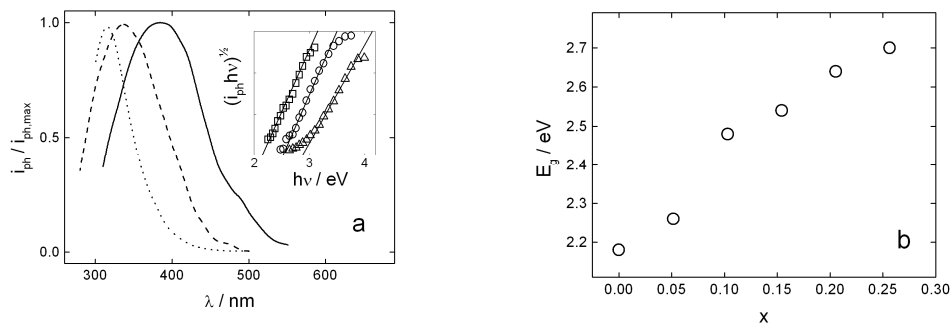 1.0
0.5
0.0
i_ph / i_ph,max
300 400 500 600
λ / nm
a
(i_ph hν)^½
2 3 4
hν / eV
2.7
2.6
2.5
2.4
2.3
2.2
E_g / eV
0.00 0.05 0.10 0.15 0.20 0.25 0.30
x
b